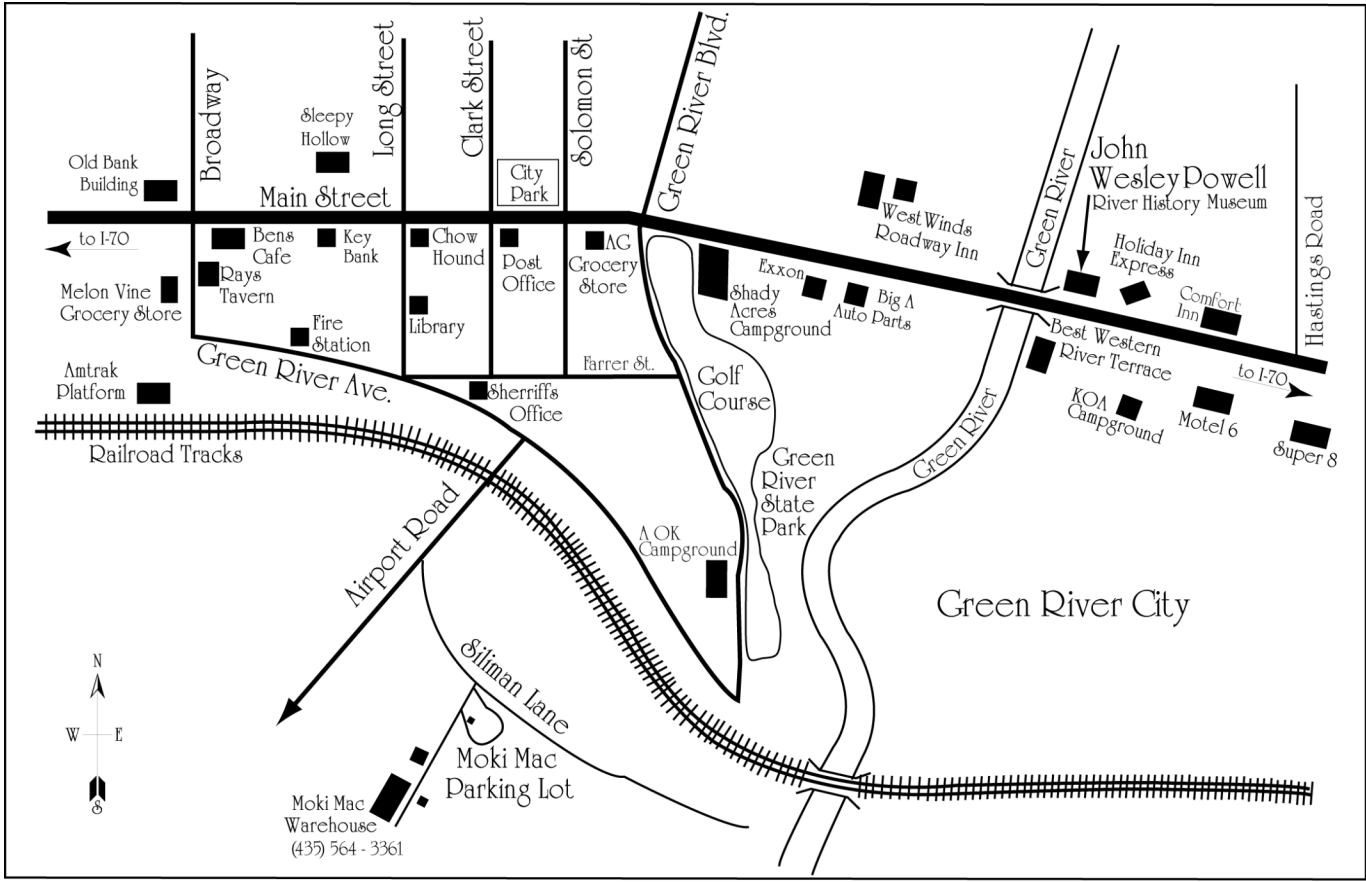 Broadway
Long Street
Clark Street
Solomon St
Green River Blvd.
Sleepy
Hollow
Old Bank
Building
City
Park
Main Street
Green River
John
Wesley Powell
River History Museum
West Winds
Roadway Inn
Holiday Inn
Express
Comfort
Inn
Hastings Road
to I-70
Bens
Cafe
Key
Bank
Chow
Hound
Post
Office
AG
Grocery
Store
Rays
Tavern
Melon Vine
Grocery Store
Library
Fire
Station
Shady
Acres
Campground
Exxon
Big A
Auto Parts
Best Western
River Terrace
to I-70
Green River Ave.
Farrer St.
Amtrak
Platform
Sherriffs
Office
Golf
Course
KOA
Campground
Motel 6
Super 8
Railroad Tracks
Green River
Green
River
State
Park
Airport Road
A OK
Campground
Green River City
Siliman Lane
N
W
E
S
Moki Mac
Parking Lot
Moki Mac
Warehouse
(435) 564 - 3361